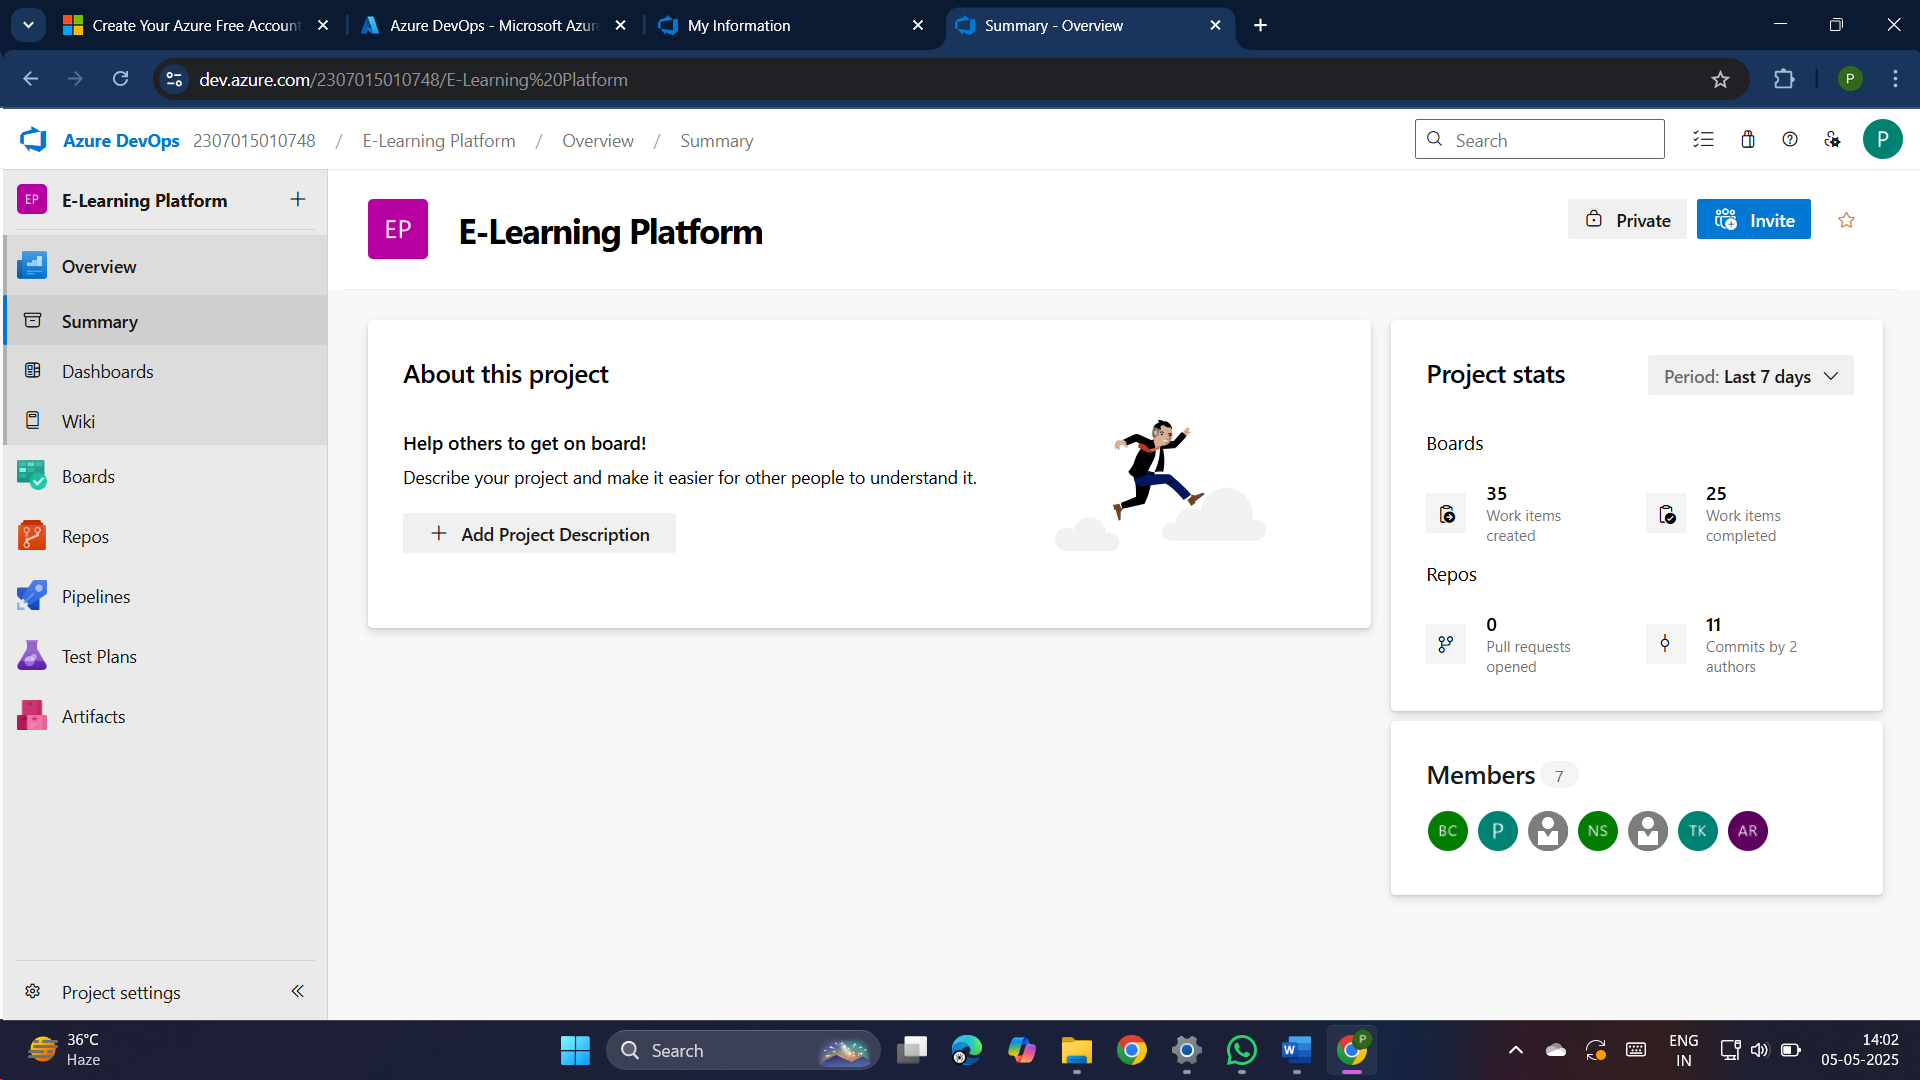 Create Your Azure Free Account
Azure DevOps - Microsoft Azure
My Information
Summary - Overview
dev.azure.com/2307015010748/E-Learning%20Platform
P
Azure DevOps 2307015010748 / E-Learning Platform / Overview / Summary
Search
P
EP E-Learning Platform
Overview
Summary
Dashboards
Wiki
Boards
Repos
Pipelines
Test Plans
Artifacts
Project settings
EP E-Learning Platform
Private
Invite
About this project
Help others to get on board!
Describe your project and make it easier for other people to understand it.
Add Project Description
Project stats
Period: Last 7 days
Boards
35
Work items
created
25
Work items
completed
Repos
0
Pull requests
opened
11
Commits by 2
authors
Members 7
BC P NS TK AR
36°C
Haze
Search
W
P
ENG
IN
14:02
05-05-2025